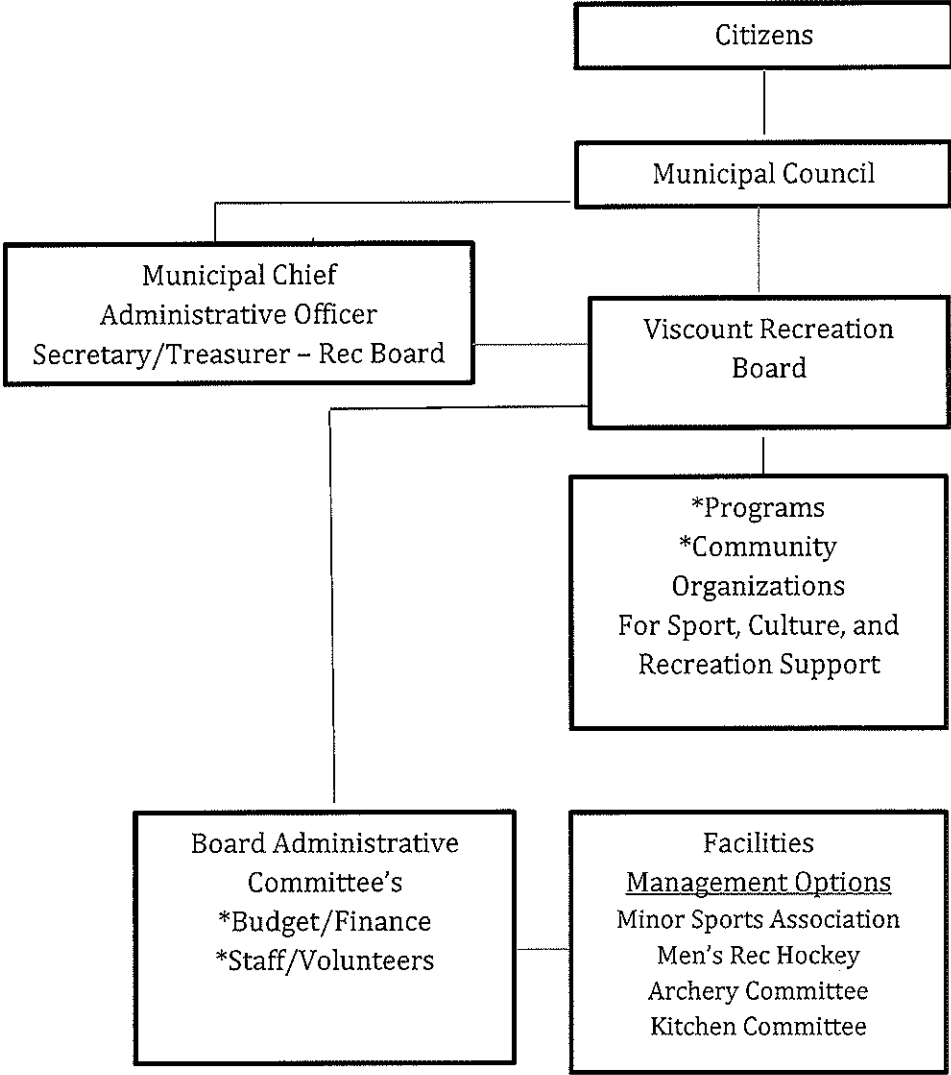 Citizens
Municipal Council
Municipal Chief
Administrative Officer
Secretary/Treasurer – Rec Board
Viscount Recreation
Board
*Programs
*Community
Organizations
For Sport, Culture, and
Recreation Support
Board Administrative
Committee's
*Budget/Finance
*Staff/Volunteers
Facilities
Management Options
Minor Sports Association
Men's Rec Hockey
Archery Committee
Kitchen Committee